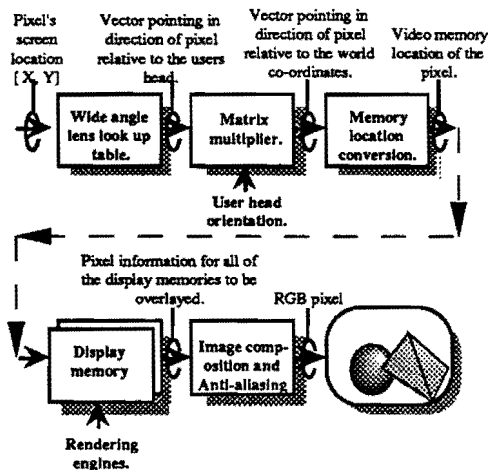 Pixel's
screen
location
[X, Y]
Vector pointing in
direction of pixel
relative to the users
head.
Vector pointing in
direction of pixel
relative to the world
co-ordinates.
Video memory
location of the
pixel.
Wide angle
lens look up
table.
Matrix
multiplier.
Memory
location
conversion.
User head
orientation.
Pixel information for all of
the display memories to be
overlayed.
RGB pixel
Display
memory
Image comp-
osition and
Anti-aliasing
Rendering
engines.